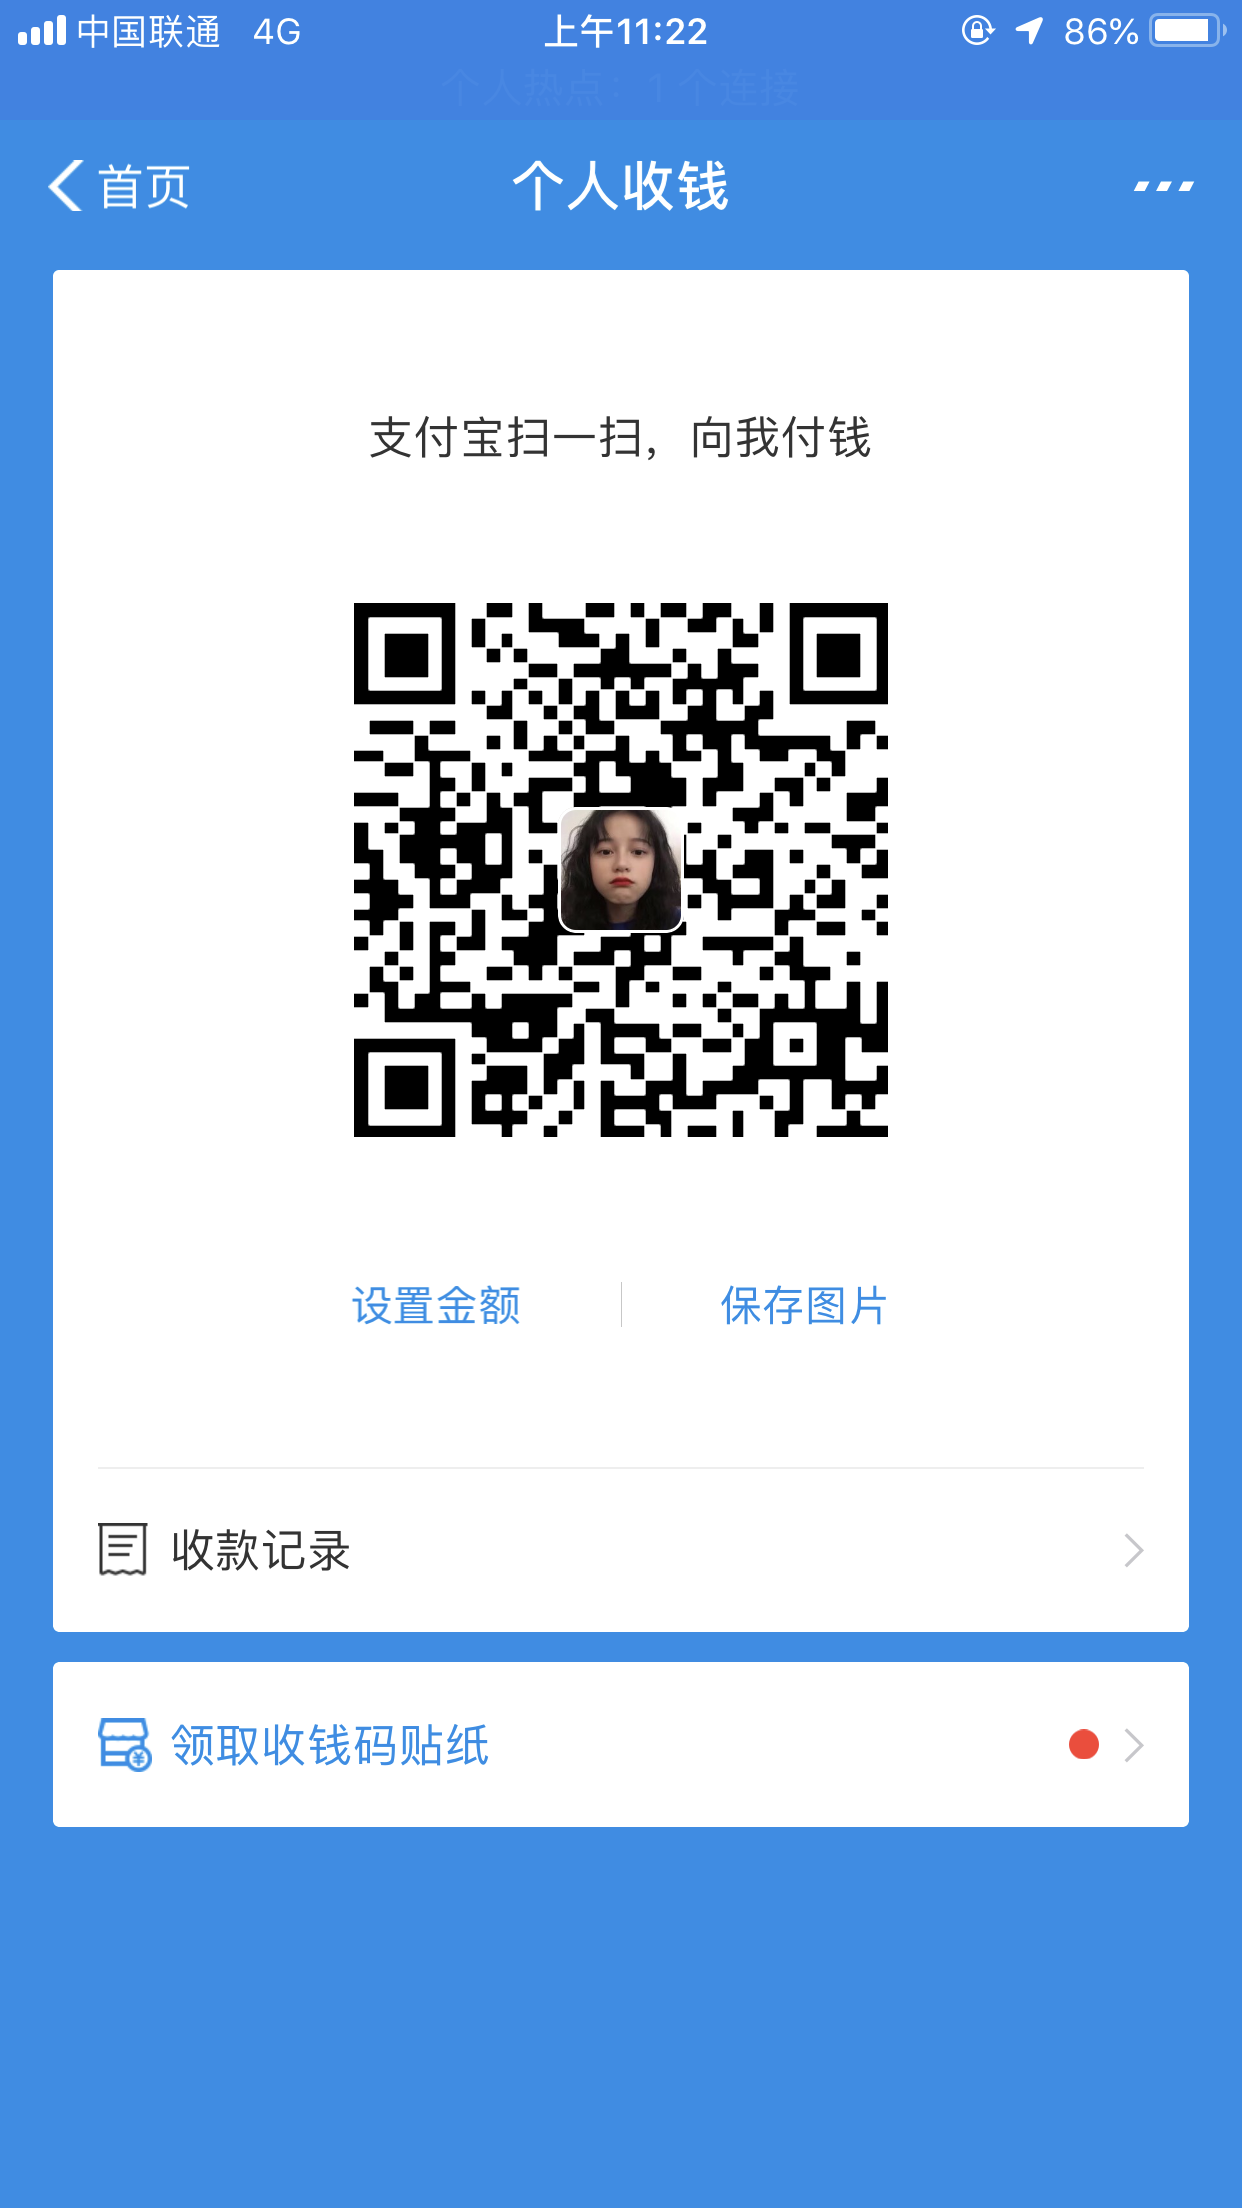 中国联通 4G 上午11:22 86%
个人热点：1 个连接
首页 个人收钱
支付宝扫一扫，向我付钱
设置金额 保存图片
收款记录
领取收钱码贴纸